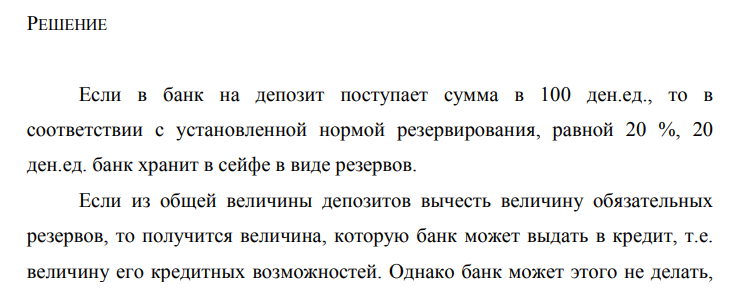 РЕШЕНИЕ
Если в банк на депозит поступает сумма в 100 ден.ед., то в
соответствии с установленной нормой резервирования, равной 20 %, 20
ден.ед. банк хранит в сейфе в виде резервов.
Если из общей величины депозитов вычесть величину обязательных
резервов, то получится величина, которую банк может выдать в кредит, т.е.
величину его кредитных возможностей. Однако банк может этого не делать,